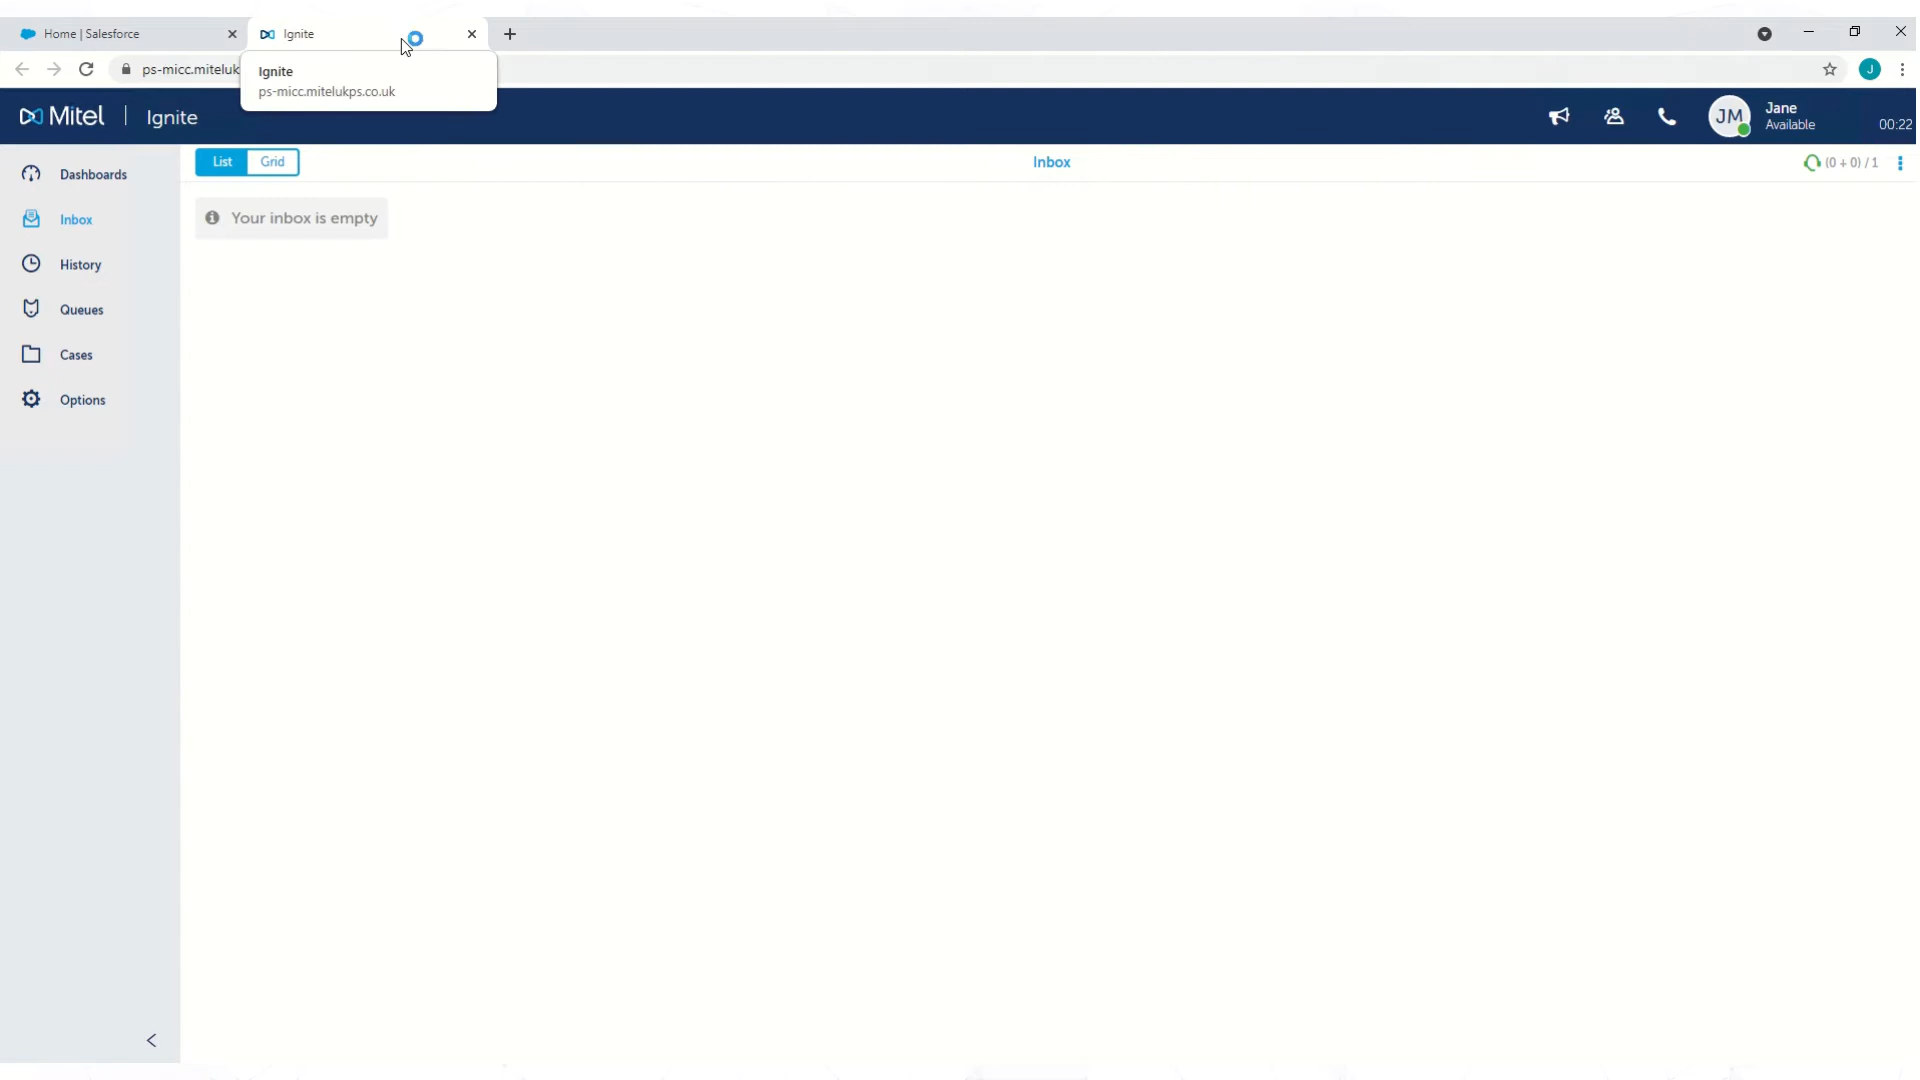 Home | Salesforce
Ignite
ps-micc.miteluk
Ignite
ps-micc.mitelukps.co.uk
Mitel | Ignite
JM
Jane
Available
00:22
J
List
Grid
Inbox
(0 + 0) / 1
Dashboards
Inbox
History
Queues
Cases
Options
Your inbox is empty